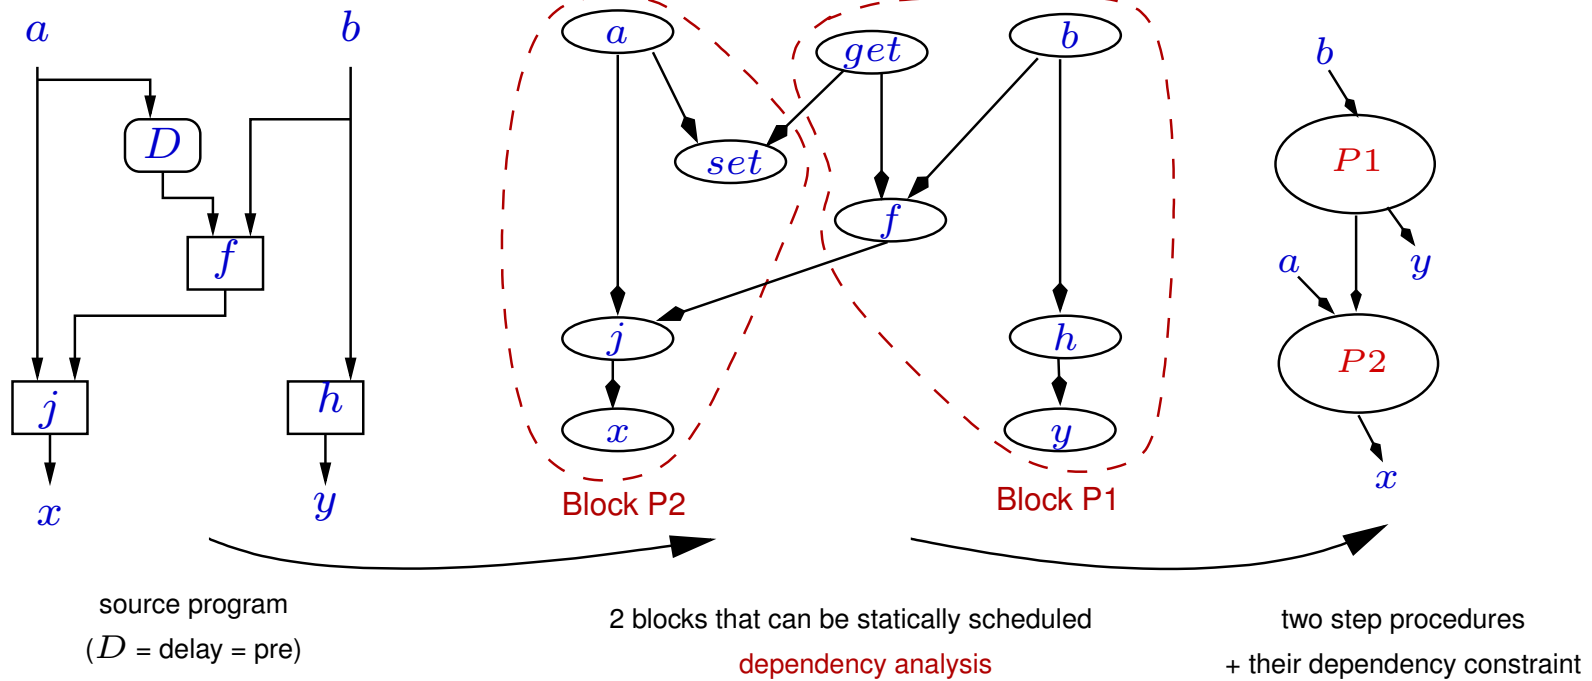 a
b
D
f
j
h
x
y
a
get
b
set
f
j
h
x
y
Block P2
Block P1
b
P1
y
a
P2
x
source program
(D = delay = pre)
2 blocks that can be statically scheduled
dependency analysis
two step procedures
+ their dependency constraint